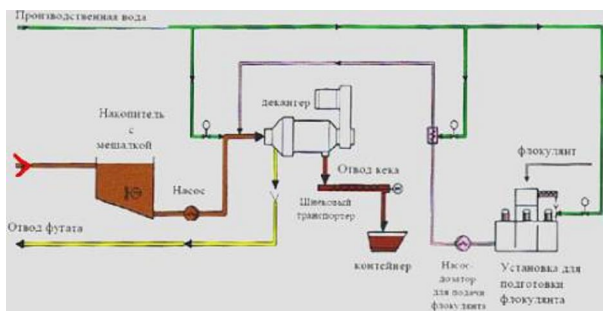 Производственная вода
Накопитель
с
мешалкой
декантер
флокулянт
Отвод кека
Насос
Шнековый
транспортер
Отвод фугата
контейнер
Насос-
дозатор
для подачи
флокулянта
Установка для
подготовки
флокулянта